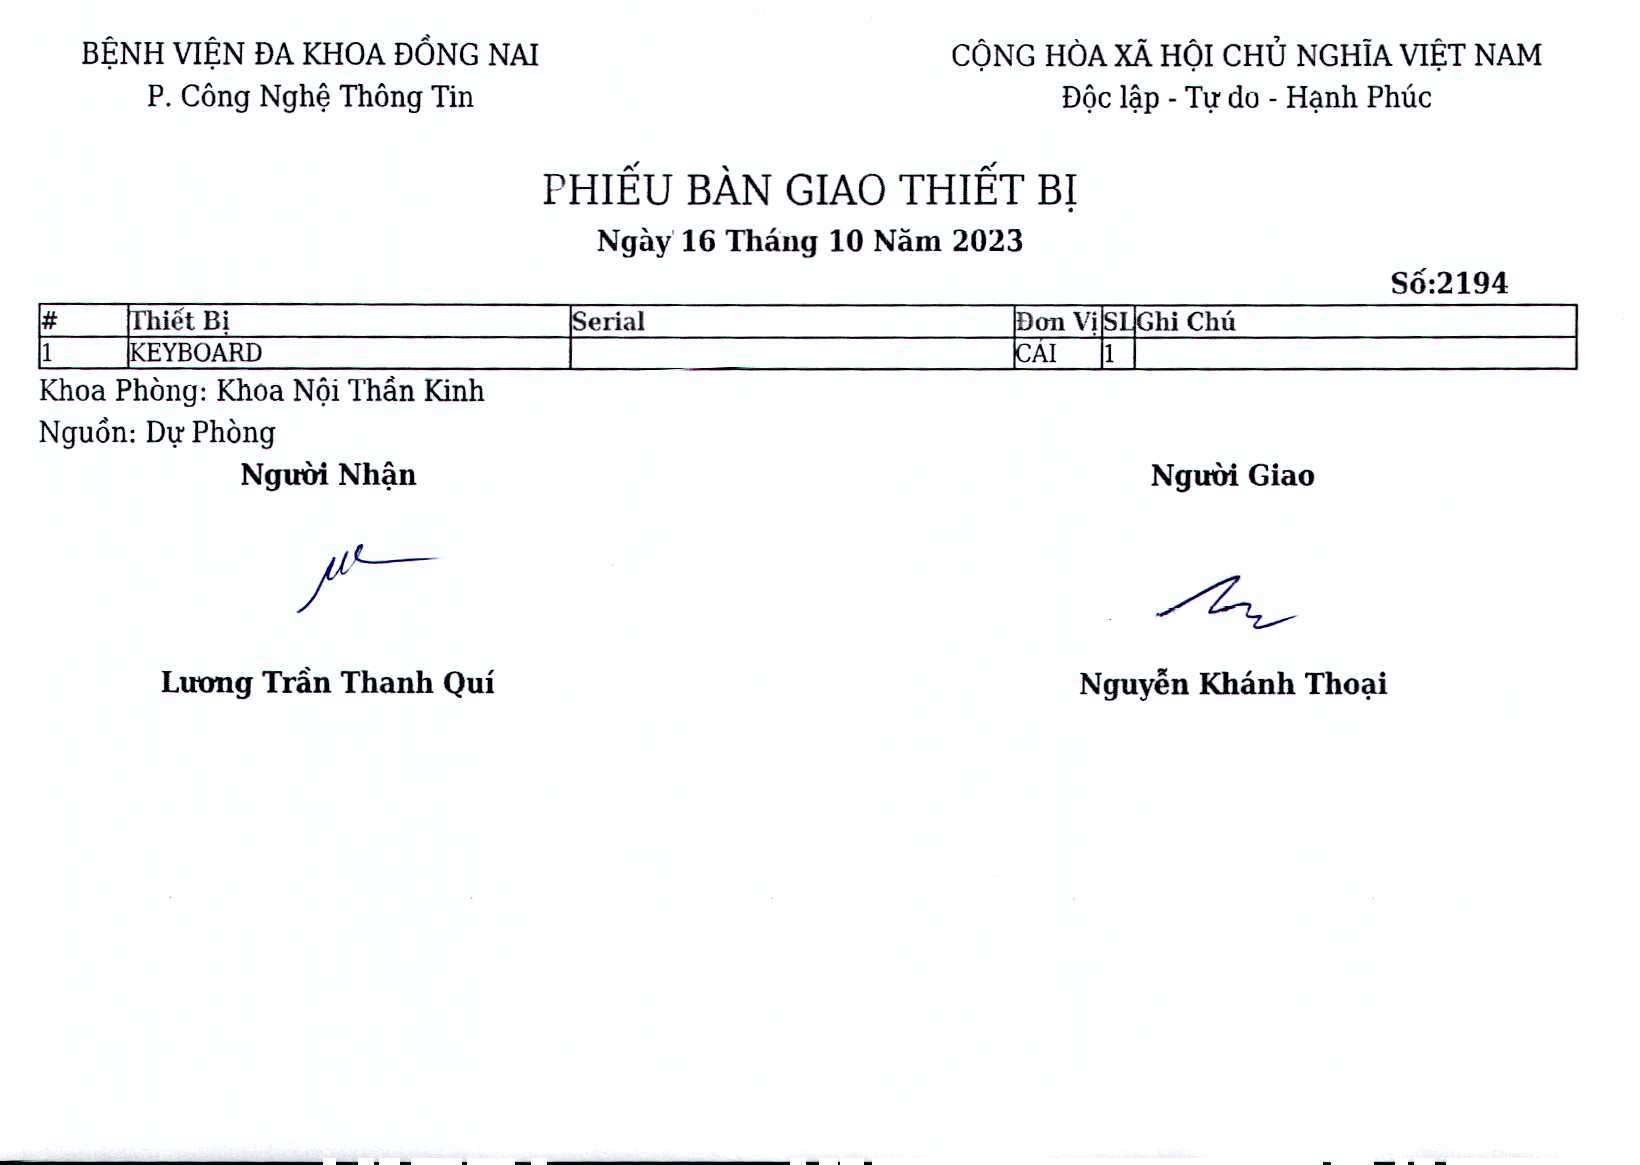 BỆNH VIỆN ĐA KHOA ĐỒNG NAI
P. Công Nghệ Thông Tin
CỘNG HÒA XÃ HỘI CHỦ NGHĨA VIỆT NAM
Độc lập - Tự do - Hạnh Phúc
PHIẾU BÀN GIAO THIẾT BỊ
Ngày 16 Tháng 10 Năm 2023
Số:2194
# Thiết Bị Serial Đơn Vị SL Ghi Chú
1 KEYBOARD CÁI 1
Khoa Phòng: Khoa Nội Thần Kinh
Nguồn: Dự Phòng
Người Nhận Người Giao
Lương Trần Thanh Quí Nguyễn Khánh Thoại